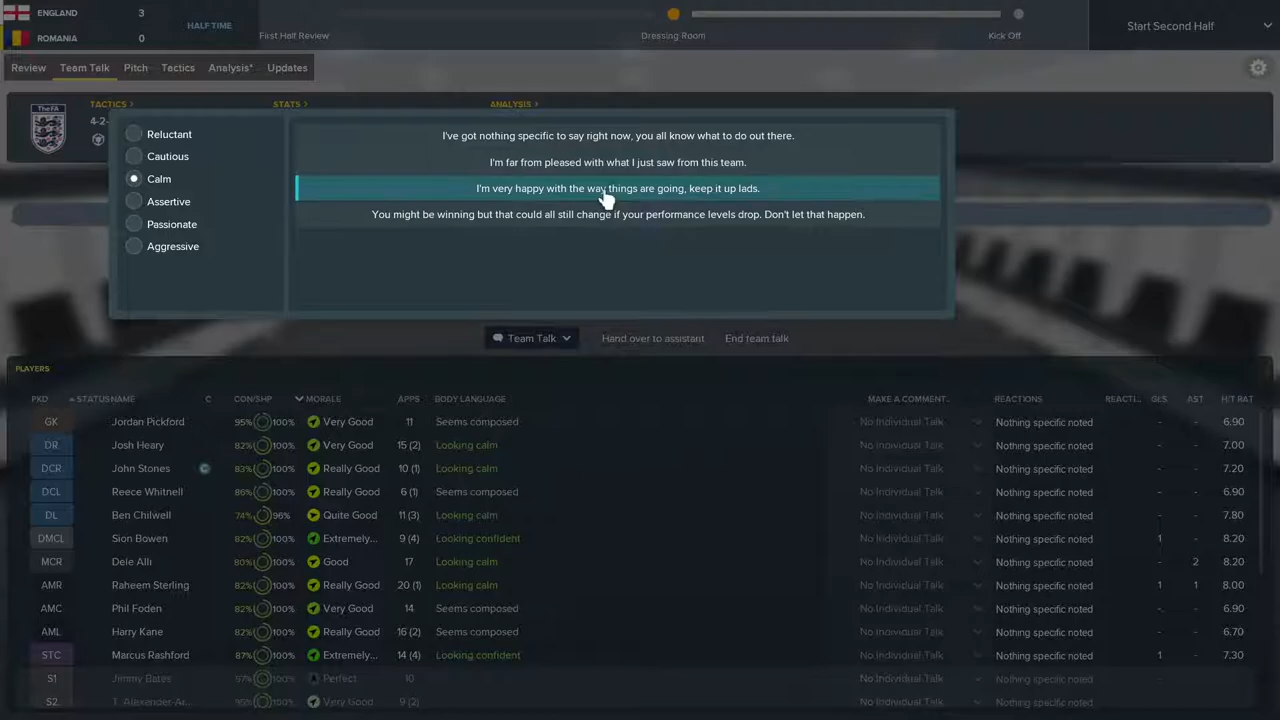 ENGLAND 3
ROMANIA 0
HALF TIME
First Half Review
Dressing Room
Kick Off
Start Second Half
Review Team Talk Pitch Tactics Analysis* Updates
The FA
TACTICS > STATS > ANALYSIS >
4-2-
Reluctant
Cautious
Calm
Assertive
Passionate
Aggressive
I've got nothing specific to say right now, you all know what to do out there.
I'm far from pleased with what I just saw from this team.
I'm very happy with the way things are going, keep it up lads.
You might be winning but that could all still change if your performance levels drop. Don't let that happen.
Team Talk Hand over to assistant End team talk
PLAYERS
PKD STATUS NAME C CON/SHP MORALE APPS BODY LANGUAGE MAKE A COMMENT.. REACTIONS REACTI... GLS AST H/T RAT
GK Jordan Pickford 95% 100% Very Good 11 Seems composed No Individual Talk Nothing specific noted - - 6.90
DR Josh Heary 82% 100% Very Good 15 (2) Looking calm No Individual Talk Nothing specific noted - - 7.00
DCR John Stones C 83% 100% Really Good 10 (1) Looking calm No Individual Talk Nothing specific noted - - 7.20
DCL Reece Whitnell 86% 100% Really Good 6 (1) Seems composed No Individual Talk Nothing specific noted - - 6.90
DL Ben Chilwell 74% 96% Quite Good 11 (3) Looking calm No Individual Talk Nothing specific noted - - 7.80
DMCL Sion Bowen 82% 100% Extremely... 9 (4) Looking confident No Individual Talk Nothing specific noted 1 - 8.20
MCR Dele Alli 80% 100% Good 17 Looking calm No Individual Talk Nothing specific noted - 2 8.20
AMR Raheem Sterling 82% 100% Really Good 20 (1) Looking calm No Individual Talk Nothing specific noted 1 1 8.00
AMC Phil Foden 82% 100% Very Good 14 Seems composed No Individual Talk Nothing specific noted - - 6.90
AML Harry Kane 82% 100% Really Good 16 (2) Seems composed No Individual Talk Nothing specific noted - - 6.70
STC Marcus Rashford 87% 100% Extremely... 14 (4) Looking confident No Individual Talk Nothing specific noted 1 - 7.30
S1 Jimmy Bates 97% 100% Perfect 10 No Individual Talk Nothing specific noted - -
S2 T. Alexander-Ar... 95% 100% Very Good 9 (2) No Individual Talk Nothing specific noted - -